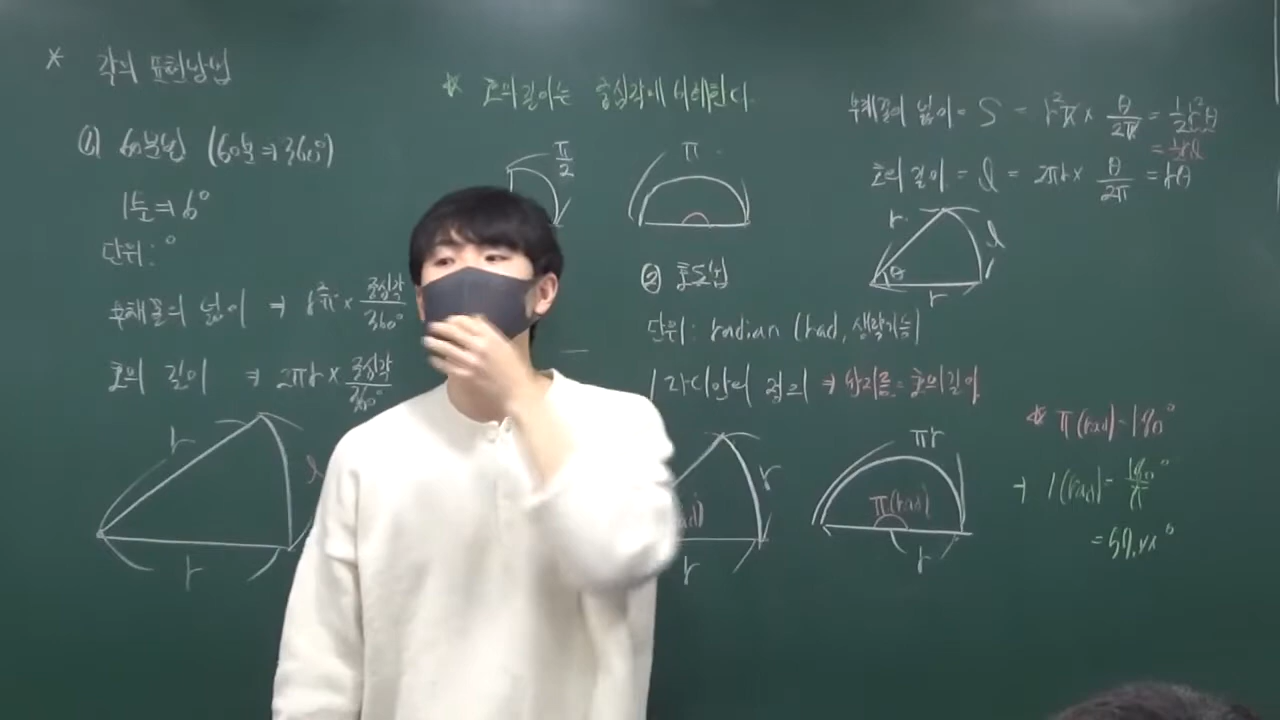 * 각의 표현방법
① 60분법 (60분⇒360°)
1분⇒6°
단위: °
부채꼴의 넓이 ⇒ r²π × 중심각/360°
호의 길이 ⇒ 2πr × 중심각/360°
r
l
r
* 호의 길이는 중심각에 비례한다.
π/2
π
② 호도법
단위: radian (rad, 생략가능)
1라디안의 정의 ⇒ 반지름 = 호의 길이
r
r
πr
π(rad)
r
부채꼴의 넓이 = S = r²π × θ/2π = 1/2r²θ
= 1/2rl
호의 길이 = l = 2πr × θ/2π = rθ
r
l
θ
r
* π(rad) = 180°
→ 1(rad) = 180°/π